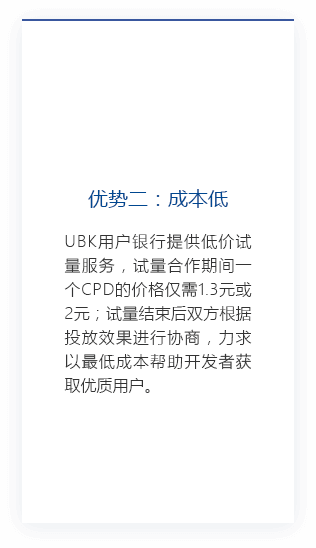 优势二：成本低
UBK用户银行提供低价试
量服务，试量合作期间一
个CPD的价格仅需1.3元或
2元；试量结束后双方根据
投放效果进行协商，力求
以最低成本帮助开发者获
取优质用户。